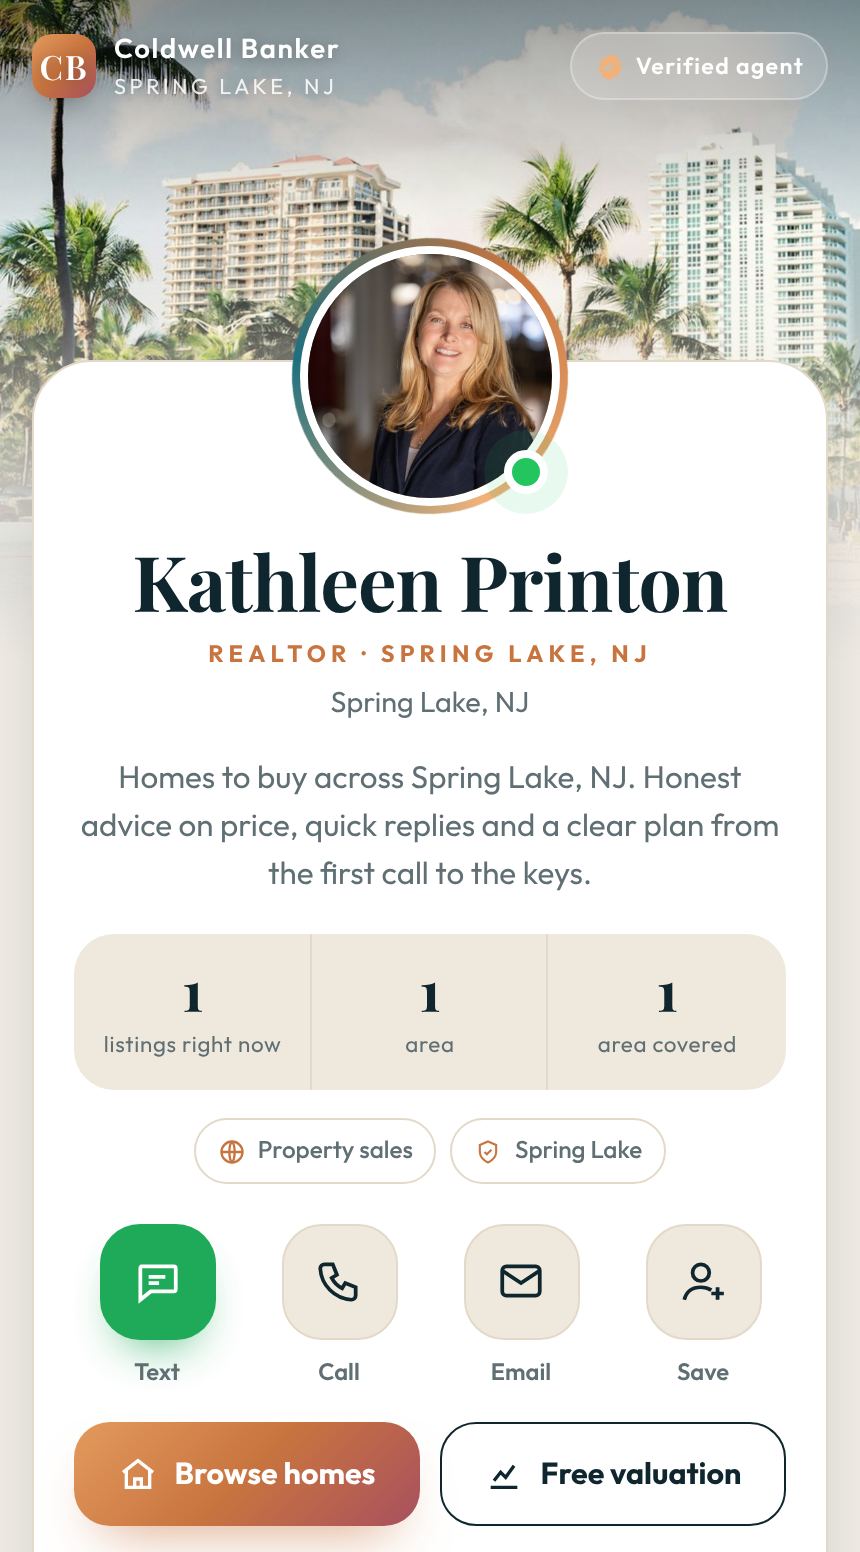 CB
Coldwell Banker
SPRING LAKE, NJ
Verified agent
Kathleen Printon
REALTOR · SPRING LAKE, NJ
Spring Lake, NJ
Homes to buy across Spring Lake, NJ. Honest
advice on price, quick replies and a clear plan from
the first call to the keys.
1
listings right now
1
area
1
area covered
Property sales
Spring Lake
Text
Call
Email
Save
Browse homes
Free valuation